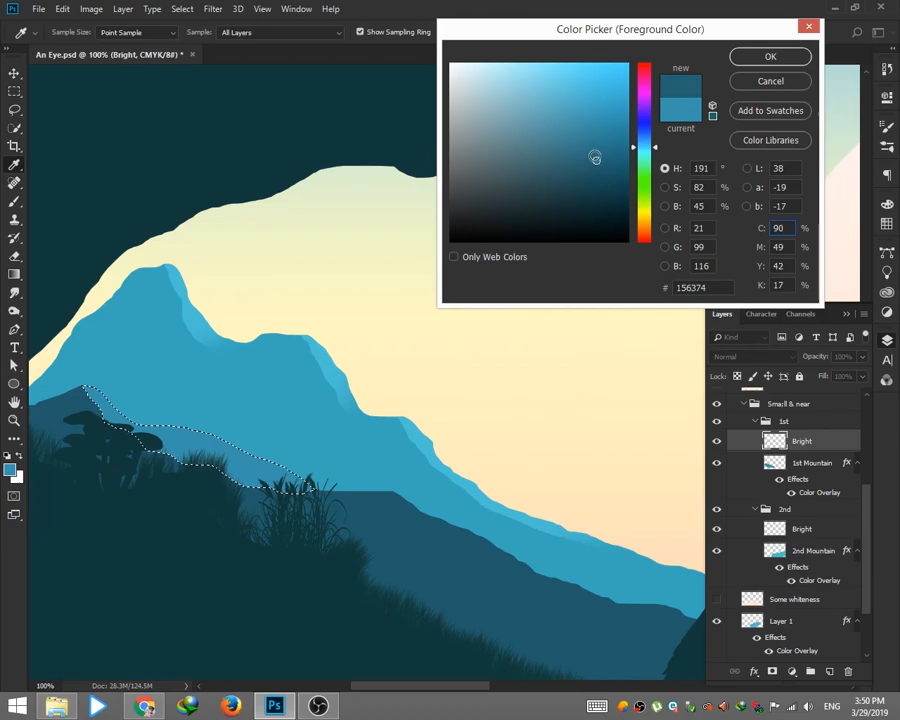 Ps File Edit Image Layer Type Select Filter 3D View Window Help
Sample Size: Point Sample Sample: All Layers Show Sampling Ring
An Eye.psd @ 100% (Bright, CMYK/8#) * ×
Color Picker (Foreground Color)
new
current
OK
Cancel
Add to Swatches
Color Libraries
H: 191 ° L: 38
S: 82 % a: -19
B: 45 % b: -17
R: 21 C: 90 %
G: 99 M: 49 %
B: 116 Y: 42 %
# 156374 K: 17 %
Only Web Colors
Layers Character Channels
Kind
Normal Opacity: 100%
Lock: Fill: 100%
Small & near
1st
Bright
1st Mountain fx
Effects
Color Overlay
2nd
Bright
2nd Mountain fx
Effects
Color Overlay
Some whiteness
Layer 1 fx
Effects
Color Overlay
100% Doc: 28.3M/124.5M
Ps
ENG
3:50 PM
3/29/2019